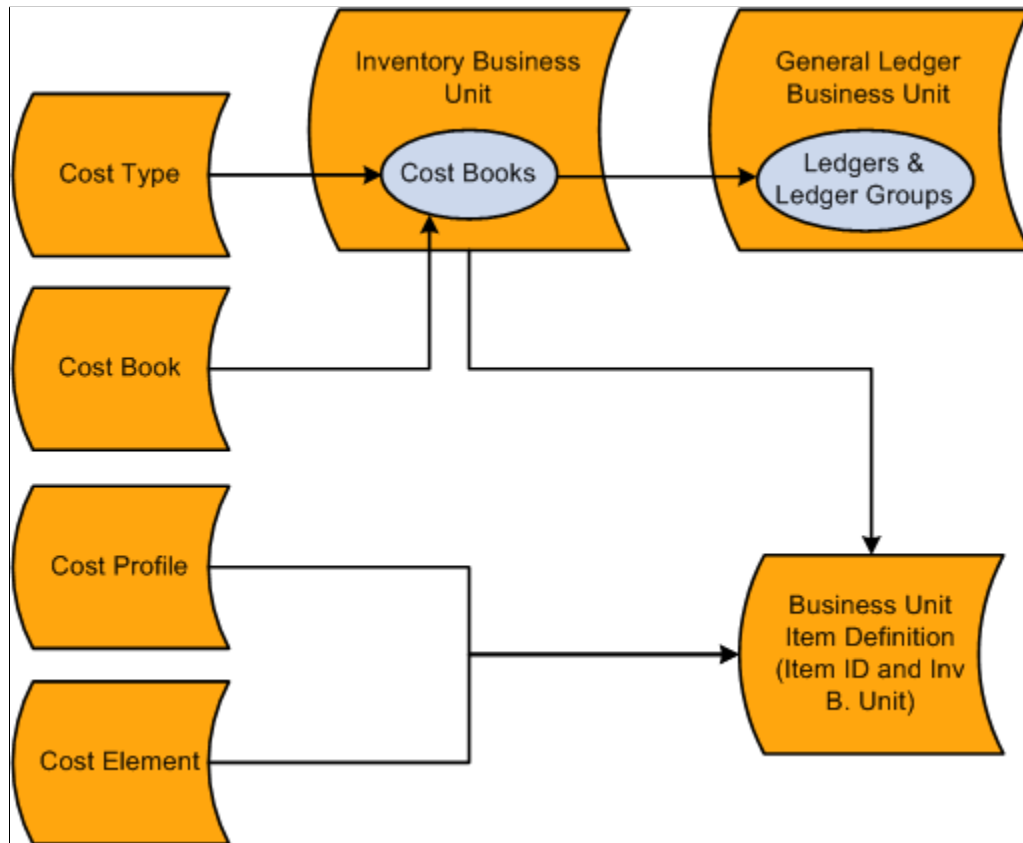 Inventory Business
Unit
General Ledger
Business Unit
Cost Type
Cost Books
Ledgers &
Ledger Groups
Cost Book
Cost Profile
Business Unit
Item Definition
(Item ID and Inv
B. Unit)
Cost Element